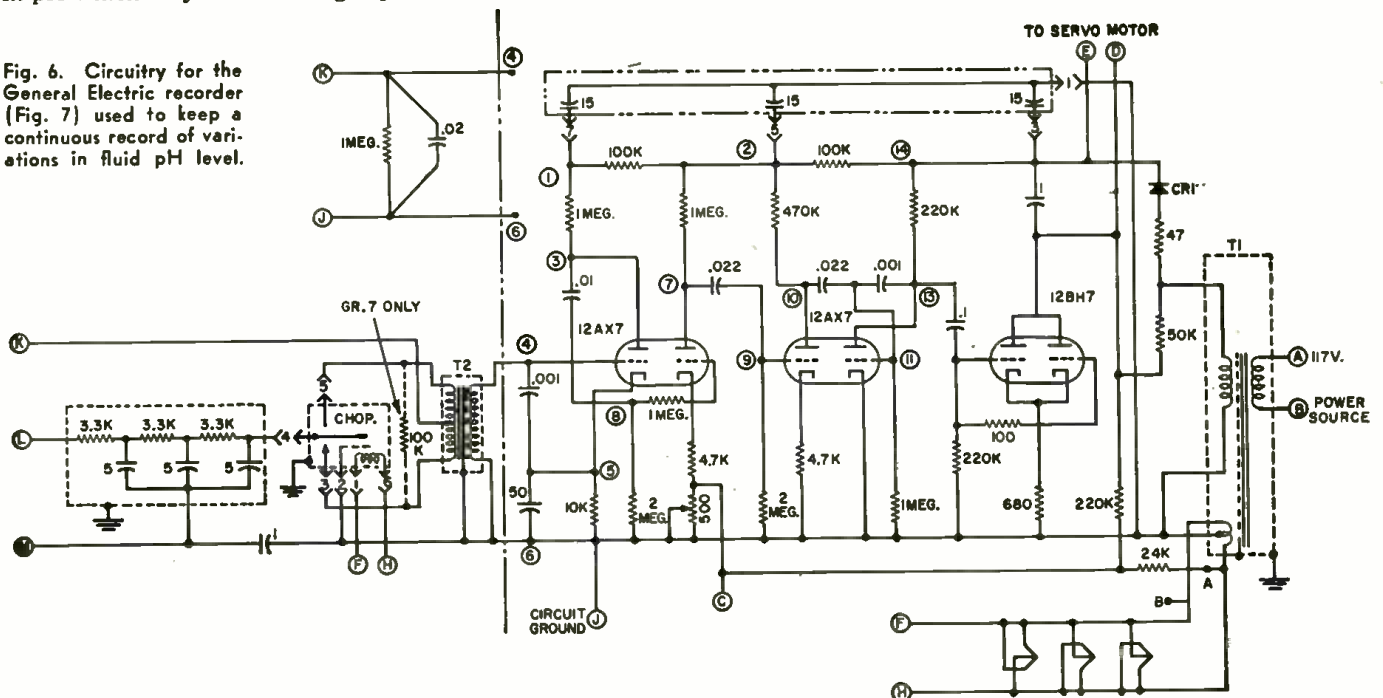 Fig. 6. Circuitry for the
General Electric recorder
(Fig. 7) used to keep a
continuous record of vari-
ations in fluid pH level.
TO SERVO MOTOR
E D
K
4
1MEG.
.02
J
6
15
15
15
1
7
5
100K
2
100K
14
1
1MEG.
1MEG.
470K
220K
.1
CR1
47
T1
3
.01
7
.022
10
.022
.001
13
12AX7
12AX7
12BH7
.1
50K
A 117V.
B POWER
SOURCE
GR.7 ONLY
K
T2
4
.001
9
11
8
1MEG.
5
CHOP.
100
K
L
3.3K
3.3K
3.3K
4
5
5
5
3
2
4.7K
4.7K
100
220K
50
10K
2
MEG.
500
2
MEG.
1MEG.
680
220K
M
F
H
6
24K
A
CIRCUIT
GROUND
J
C
B
F
H